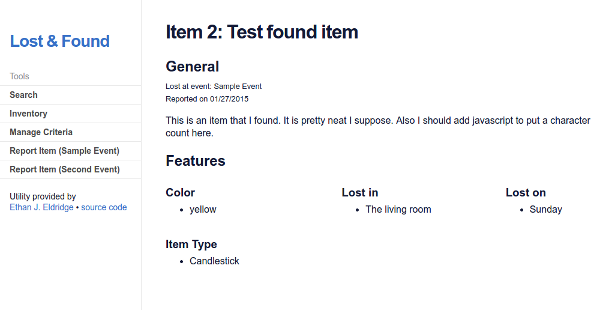 Lost & Found
Tools
Search
Inventory
Manage Criteria
Report Item (Sample Event)
Report Item (Second Event)
Utility provided by
Ethan J. Eldridge • source code
Item 2: Test found item
General
Lost at event: Sample Event
Reported on 01/27/2015
This is an item that I found. It is pretty neat I suppose. Also I should add javascript to put a character
count here.
Features
Color
• yellow
Lost in
• The living room
Lost on
• Sunday
Item Type
• Candlestick